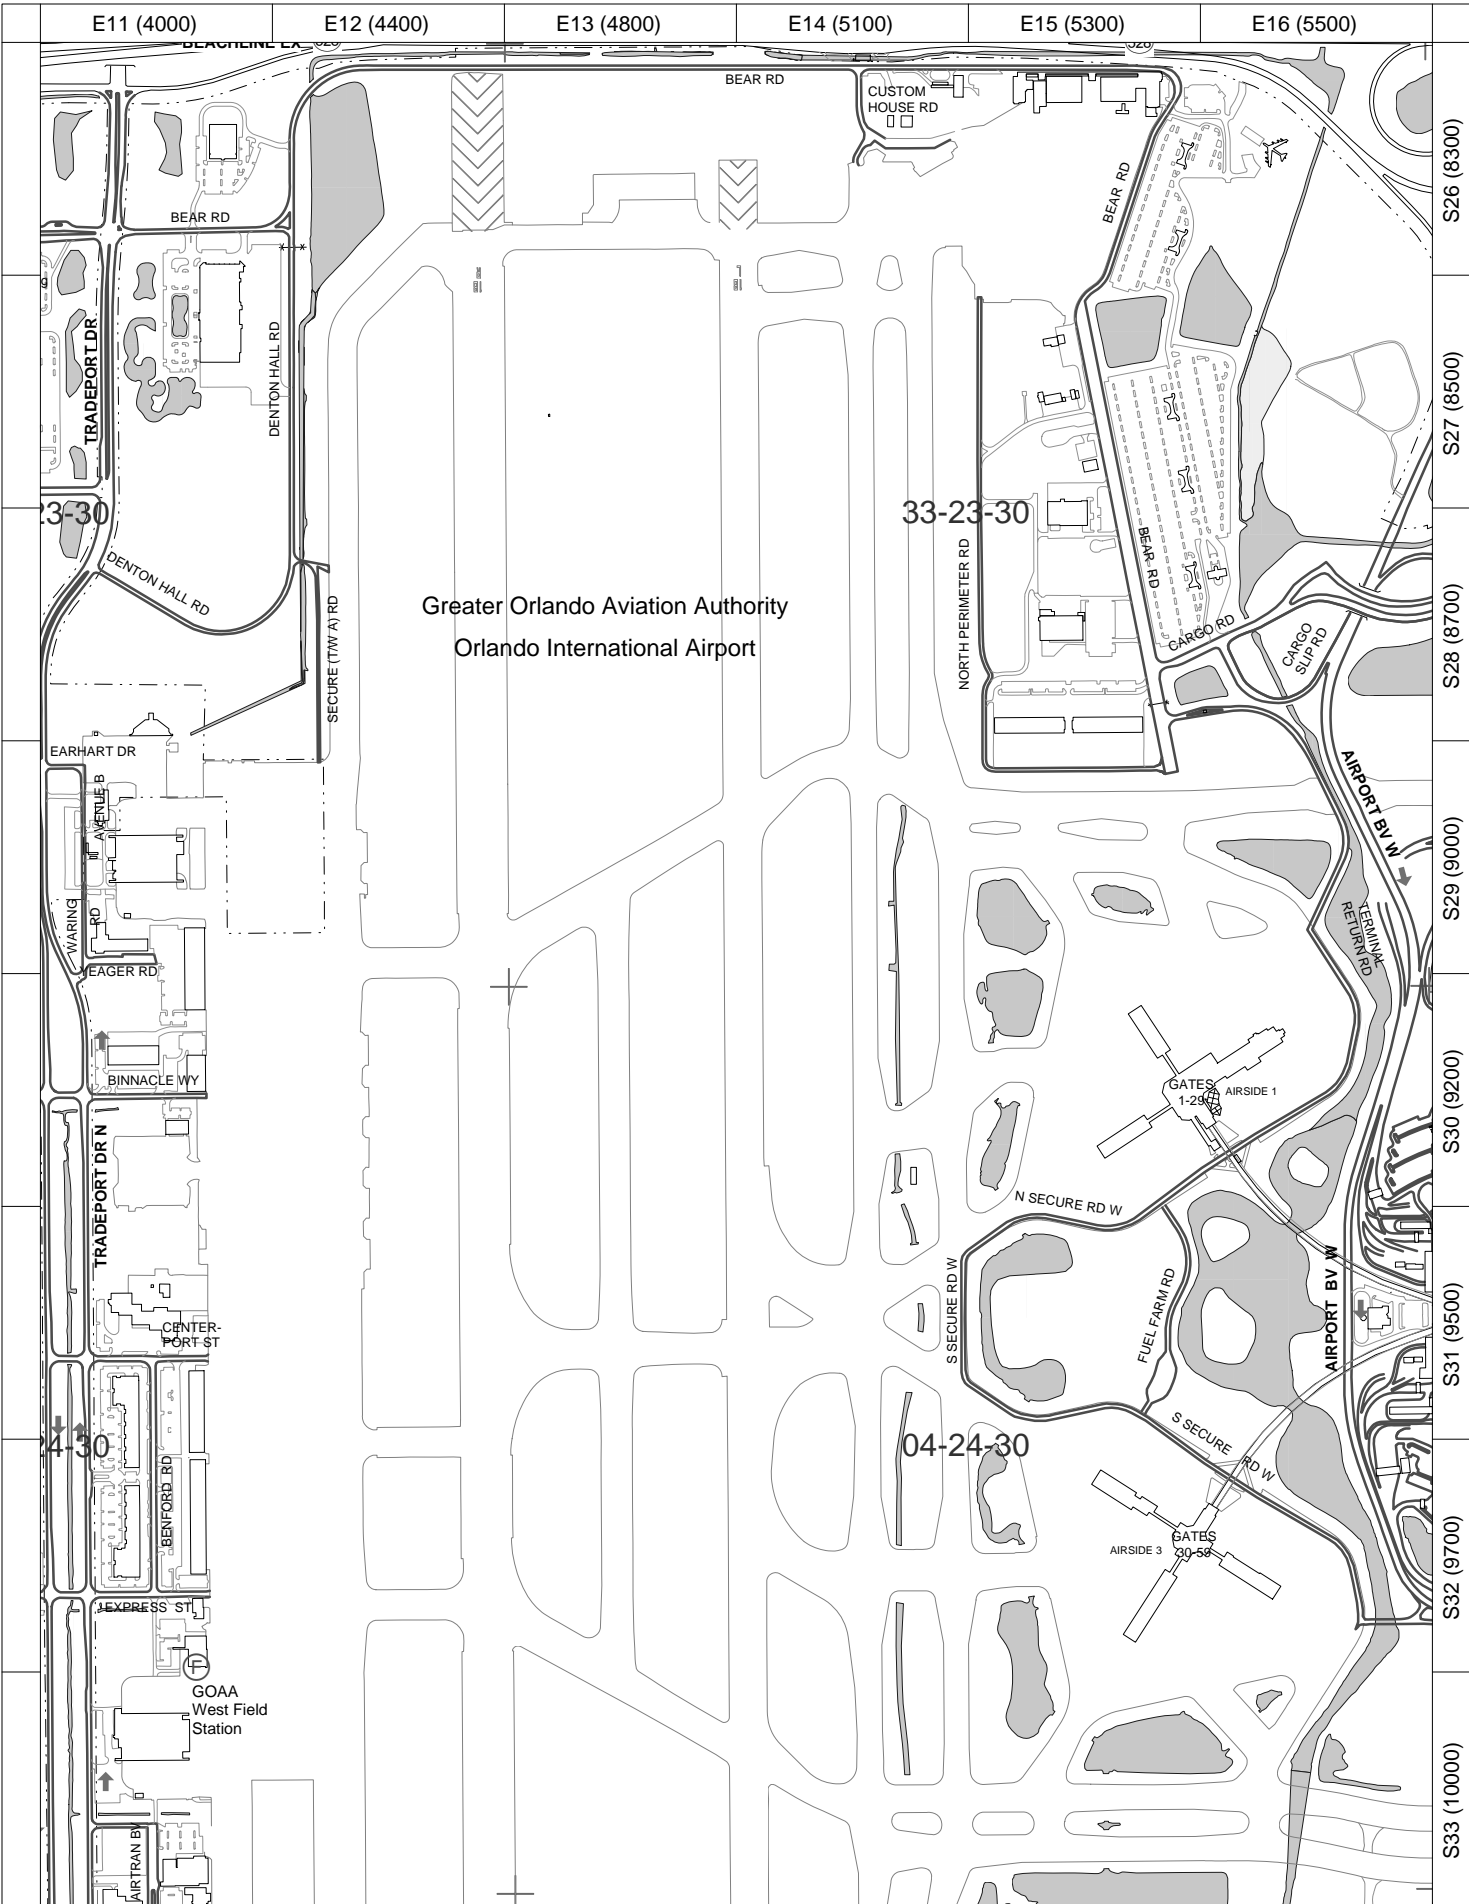 E11 (4000)
E12 (4400)
E13 (4800)
E14 (5100)
E15 (5300)
E16 (5500)
BEACHLINE EX
528
528
BEAR RD
CUSTOM
HOUSE RD
S26 (8300)
BEAR RD
BEAR RD
TRADEPORT DR
DENTON HALL RD
S27 (8500)
23-30
33-23-30
DENTON HALL RD
SECURE (T/W A) RD
Greater Orlando Aviation Authority
Orlando International Airport
NORTH PERIMETER RD
BEAR RD
CARGO RD
CARGO
SLIP RD
S28 (8700)
EARHART DR
AVENUE B
AIRPORT BV W
WARING
RD
YEAGER RD
TERMINAL
RETURN RD
S29 (9000)
BINNACLE WY
GATES
1-29
AIRSIDE 1
S30 (9200)
TRADEPORT DR N
N SECURE RD W
S SECURE RD W
FUEL FARM RD
AIRPORT BV W
CENTER-
PORT ST
S31 (9500)
24-30
04-24-30
S SECURE RD W
BENFORD RD
AIRSIDE 3
GATES
30-59
S32 (9700)
EXPRESS ST
F
GOAA
West Field
Station
AIRTRAN BV
S33 (10000)